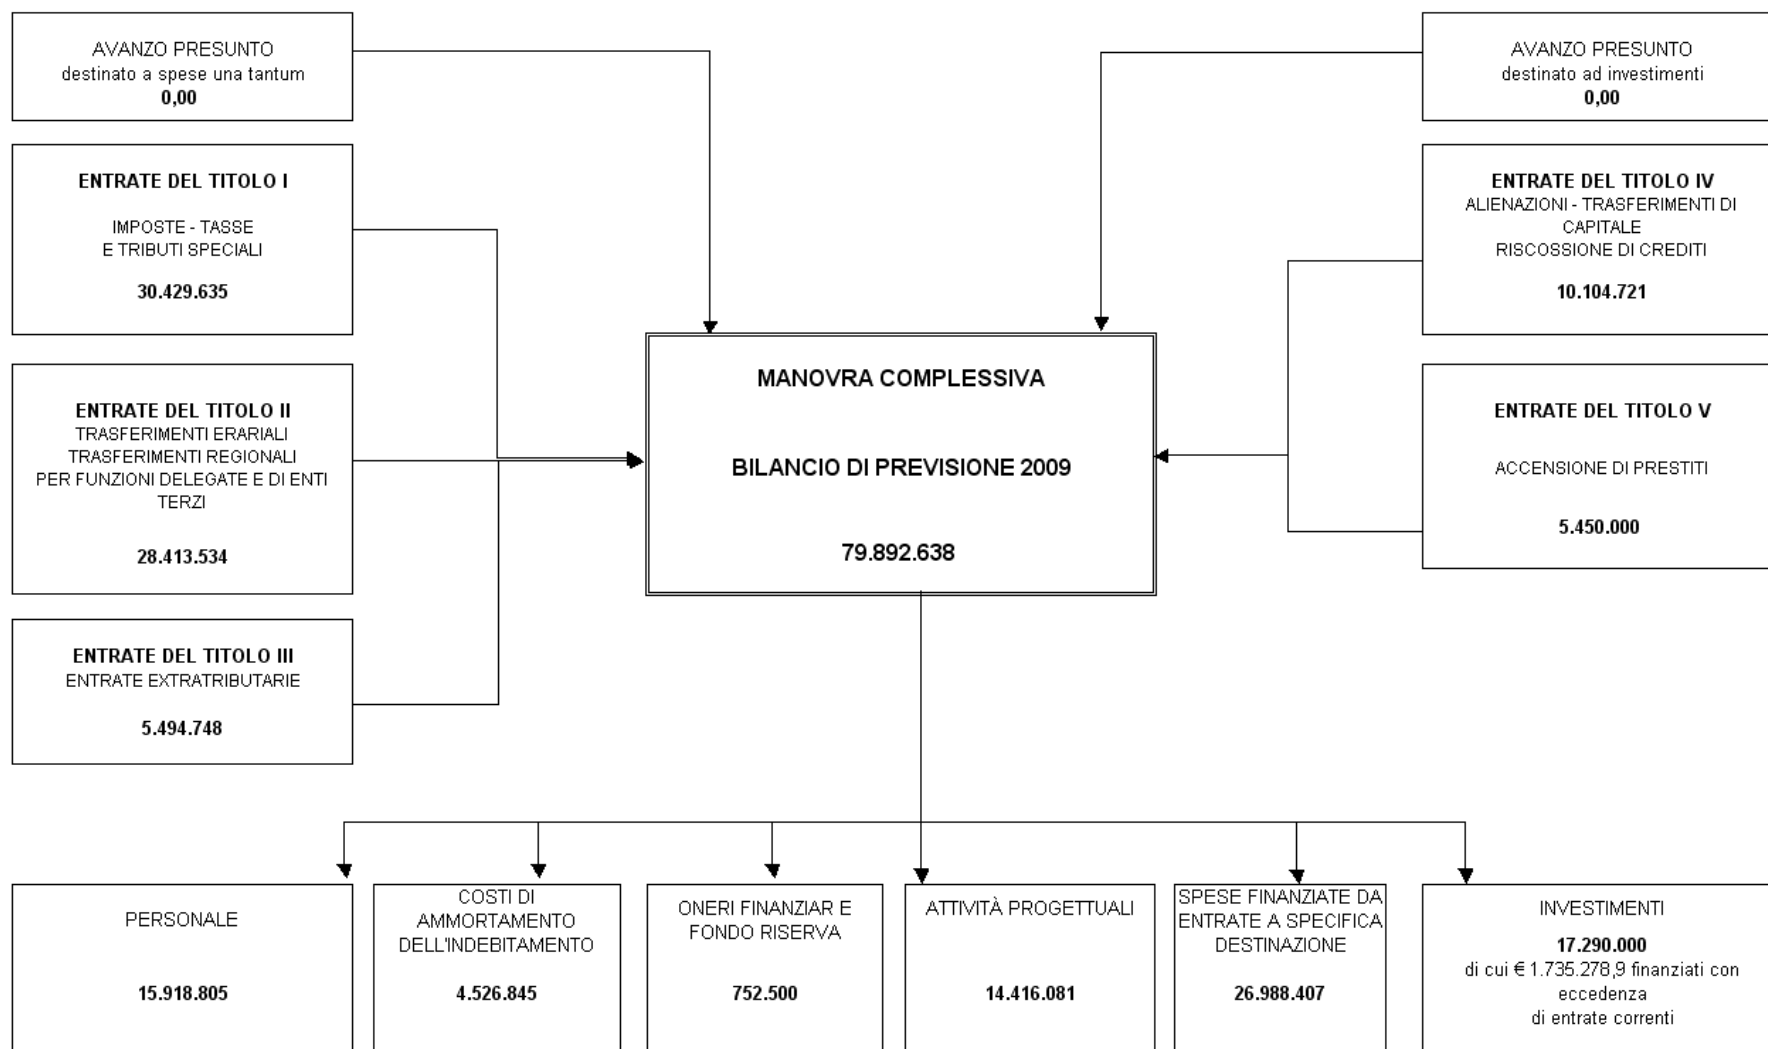 AVANZO PRESUNTO
destinato a spese una tantum
0,00
AVANZO PRESUNTO
destinato ad investimenti
0,00
ENTRATE DEL TITOLO I
IMPOSTE - TASSE
E TRIBUTI SPECIALI
30.429.635
ENTRATE DEL TITOLO IV
ALIENAZIONI - TRASFERIMENTI DI
CAPITALE
RISCOSSIONE DI CREDITI
10.104.721
ENTRATE DEL TITOLO II
TRASFERIMENTI ERARIALI
TRASFERIMENTI REGIONALI
PER FUNZIONI DELEGATE E DI ENTI
TERZI
28.413.534
MANOVRA COMPLESSIVA
BILANCIO DI PREVISIONE 2009
79.892.638
ENTRATE DEL TITOLO V
ACCENSIONE DI PRESTITI
5.450.000
ENTRATE DEL TITOLO III
ENTRATE EXTRATRIBUTARIE
5.494.748
PERSONALE
15.918.805
COSTI DI
AMMORTAMENTO
DELL'INDEBITAMENTO
4.526.845
ONERI FINANZIAR E
FONDO RISERVA
752.500
ATTIVITÀ PROGETTUALI
14.416.081
SPESE FINANZIATE DA
ENTRATE A SPECIFICA
DESTINAZIONE
26.988.407
INVESTIMENTI
17.290.000
di cui € 1.735.278,9 finanziati con
eccedenza
di entrate correnti